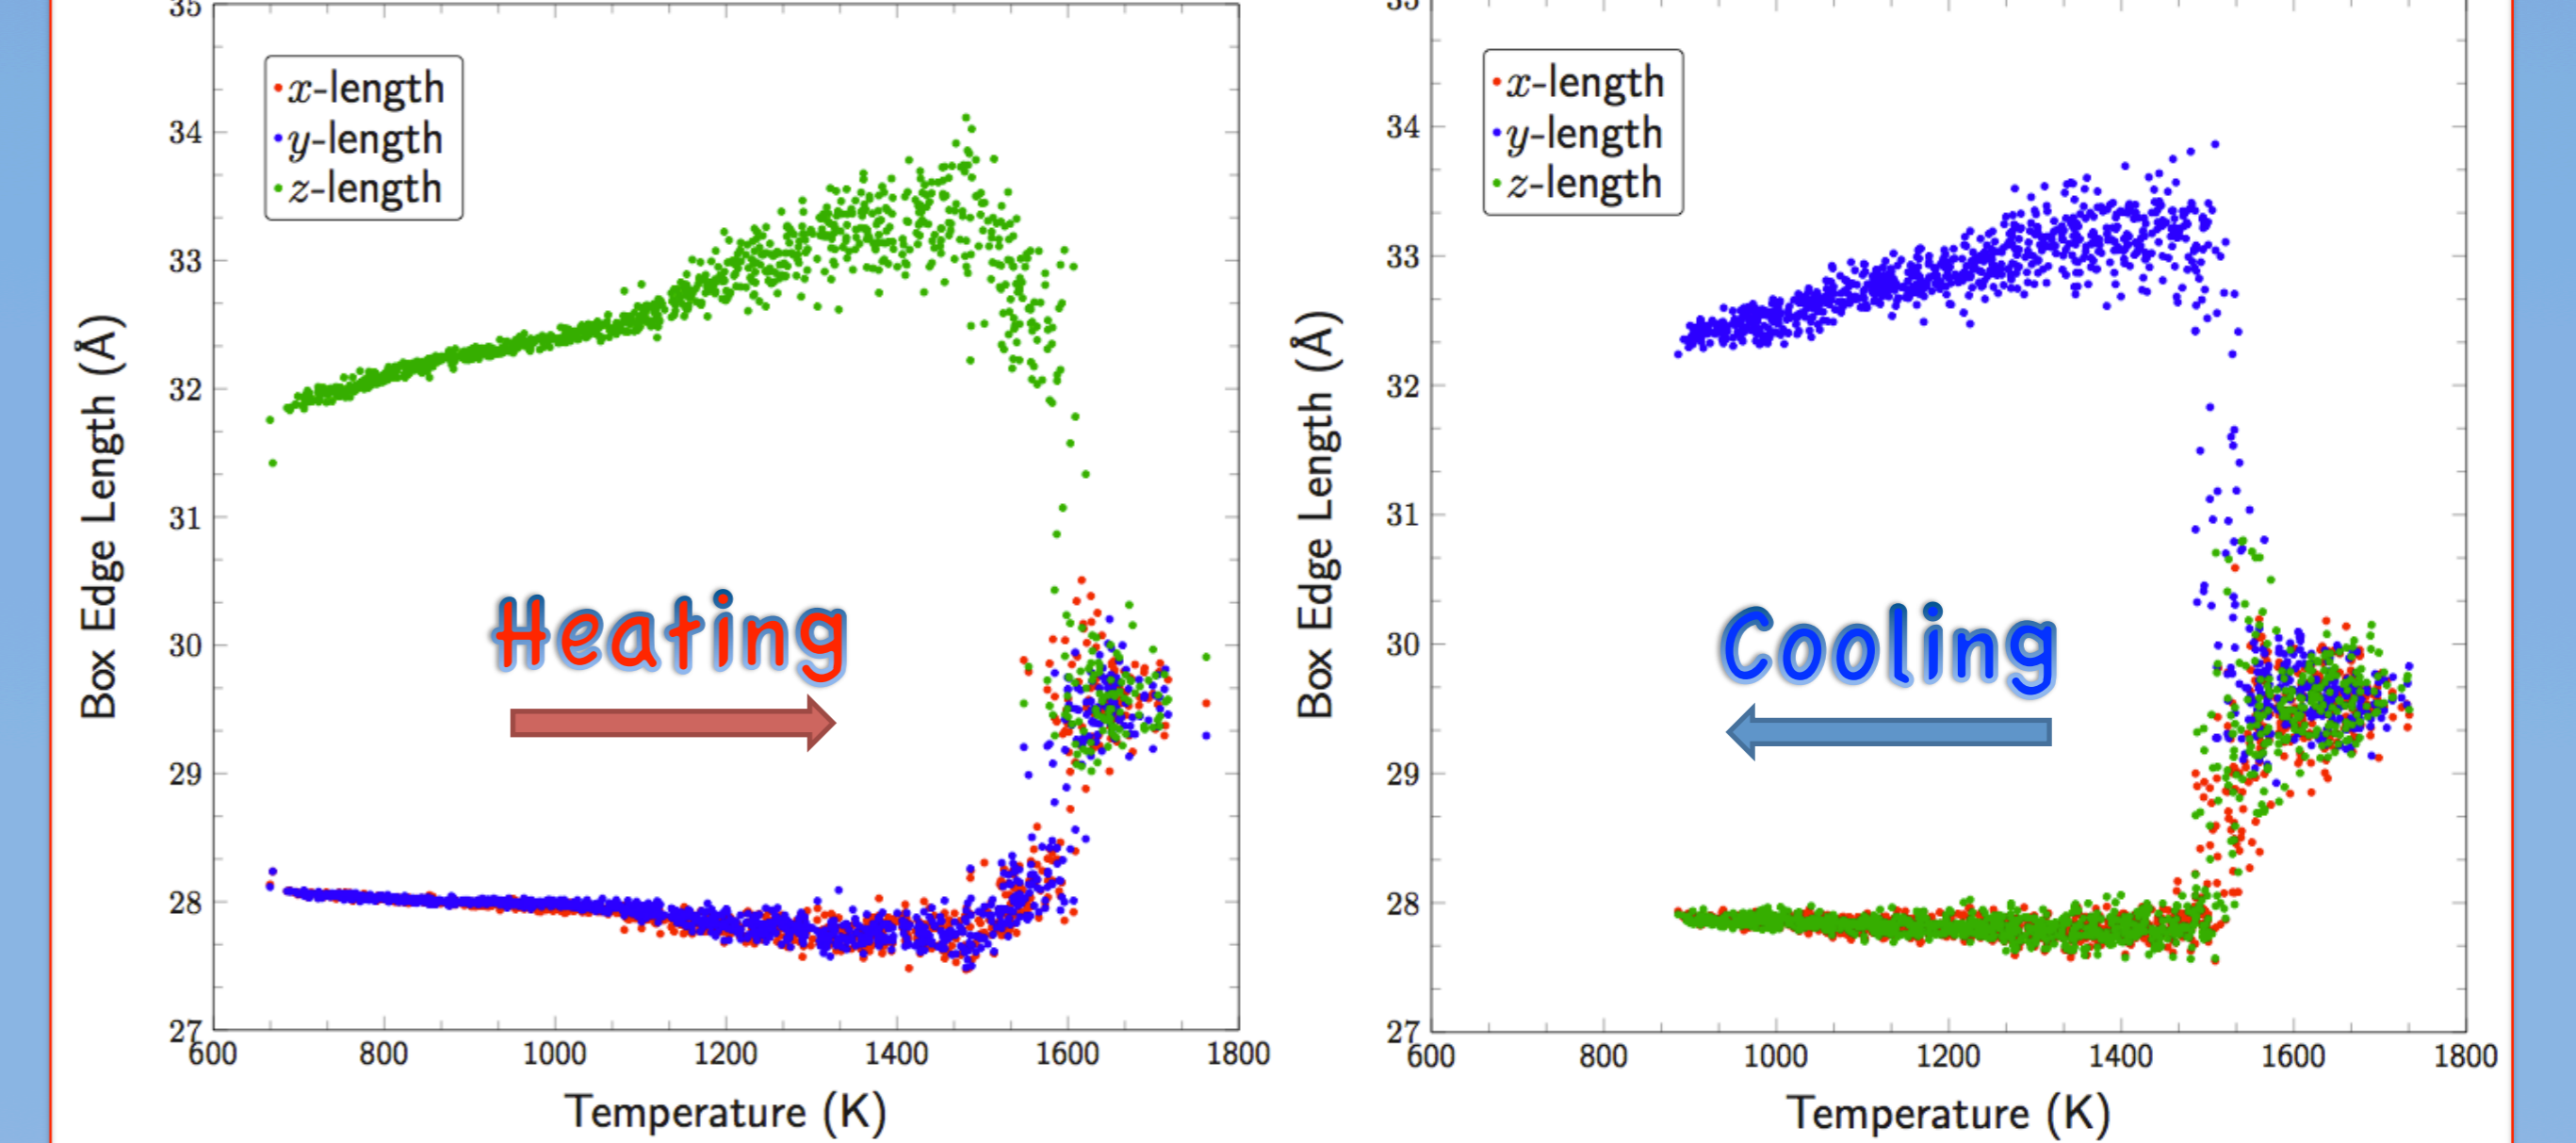 35
x-length
y-length
z-length
34
33
32
31
30
29
28
27
600 800 1000 1200 1400 1600 1800
Box Edge Length (Å)
Temperature (K)
Heating
35
x-length
y-length
z-length
34
33
32
31
30
29
28
27
600 800 1000 1200 1400 1600 1800
Box Edge Length (Å)
Temperature (K)
Cooling